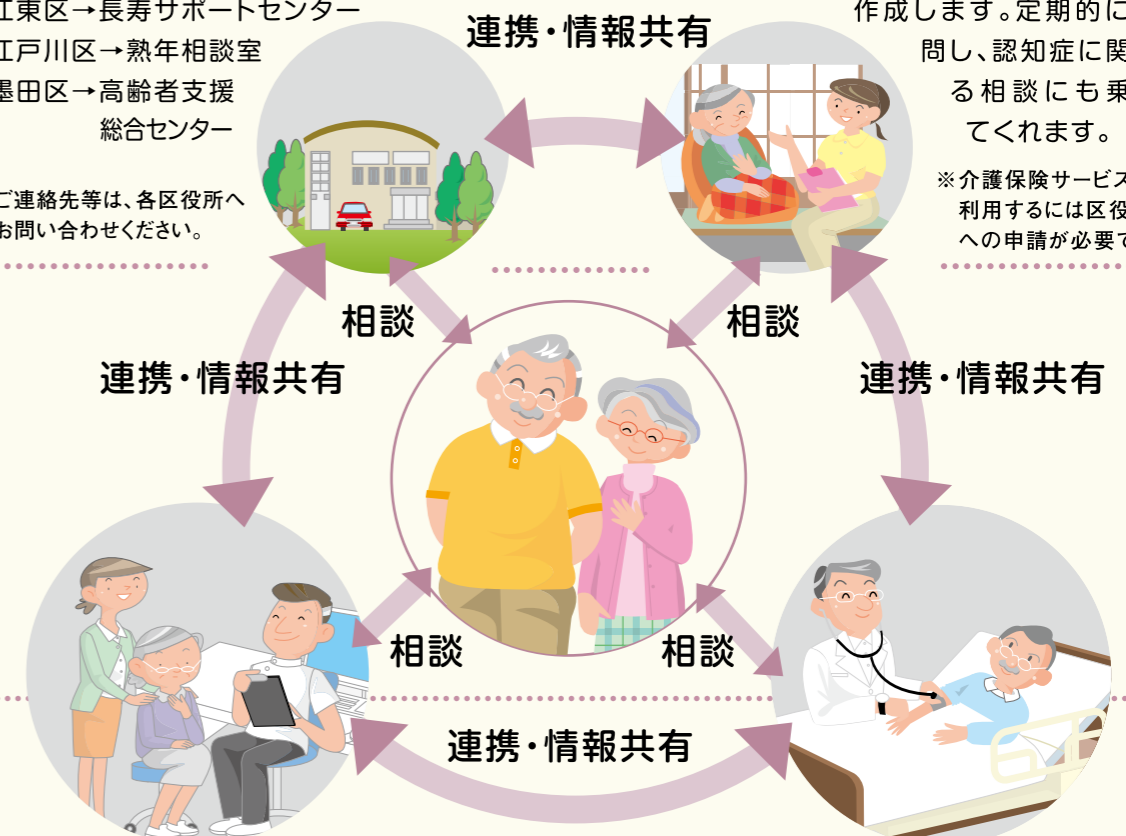 江東区→長寿サポートセンター
江戸川区→熟年相談室
墨田区→高齢者支援
総合センター
ご連絡先等は、各区役所へ
お問い合わせください。
連携・情報共有
作成します。定期的に
問し、認知症に関
る相談にも乗
てくれます。
※介護保険サービス
利用するには区役
への申請が必要で
相談
相談
連携・情報共有
連携・情報共有
相談
相談
連携・情報共有